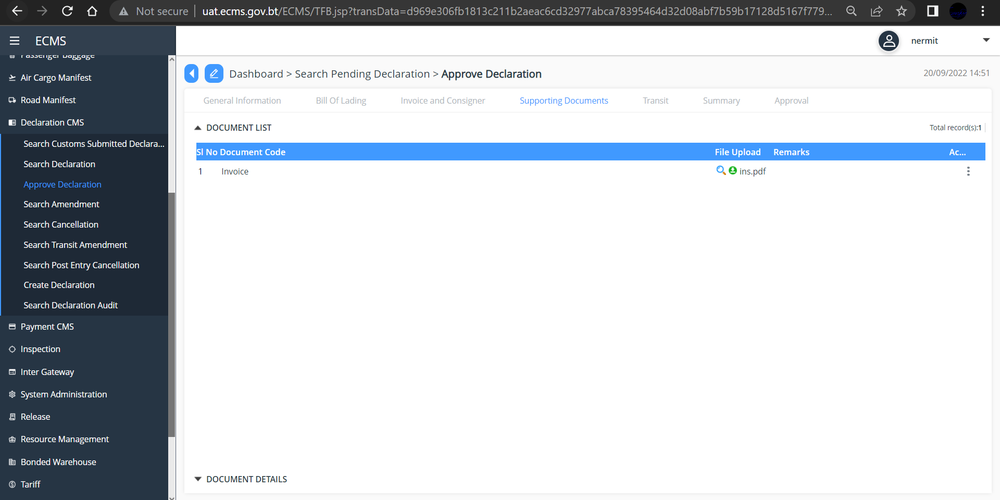 Not secure
uat.ecms.gov.bt/ECMS/TFB.jsp?transData=d969e306fb1813c211b2aeac6cd32977abca78395464d32d08abf7b59b17128d5167f779...
ECMS
nermit
Passenger Baggage
Air Cargo Manifest
Road Manifest
Declaration CMS
Search Customs Submitted Declara...
Search Declaration
Approve Declaration
Search Amendment
Search Cancellation
Search Transit Amendment
Search Post Entry Cancellation
Create Declaration
Search Declaration Audit
Payment CMS
Inspection
Inter Gateway
System Administration
Release
Resource Management
Bonded Warehouse
Tariff
Dashboard > Search Pending Declaration > Approve Declaration
20/09/2022 14:51
General Information Bill Of Lading Invoice and Consigner Supporting Documents Transit Summary Approval
DOCUMENT LIST
Total record(s):1
Sl No Document Code File Upload Remarks Ac...
1 Invoice ins.pdf
DOCUMENT DETAILS